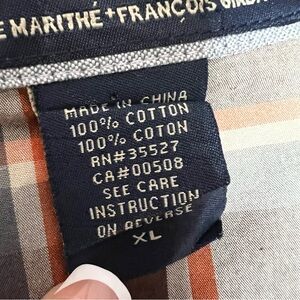 E MARITHÉ + FRANÇOIS GIRBA
MADE IN CHINA
100% COTTON
100% COTON
RN#35527
CA#00508
SEE CARE
INSTRUCTION
ON REVERSE
XL